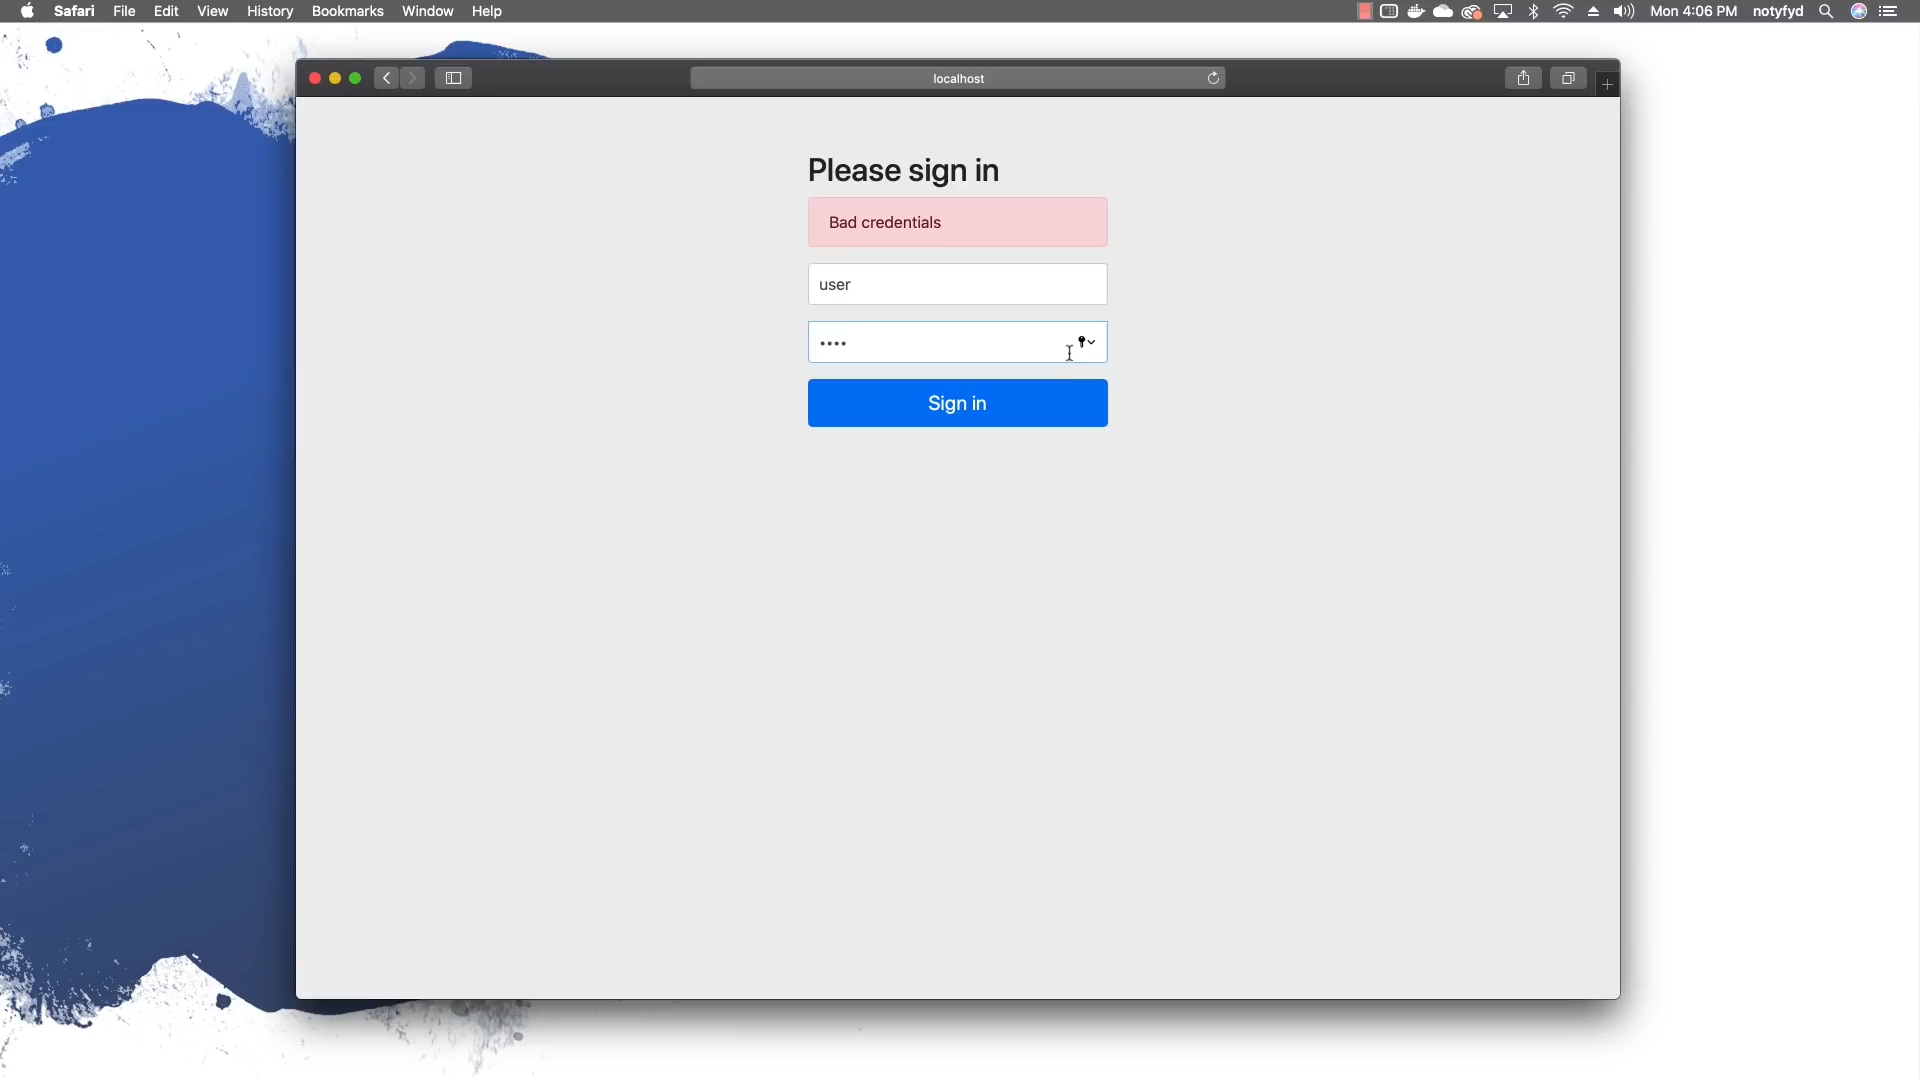 Safari File Edit View History Bookmarks Window Help Mon 4:06 PM notyfyd
localhost
Please sign in
Bad credentials
user
••••
Sign in